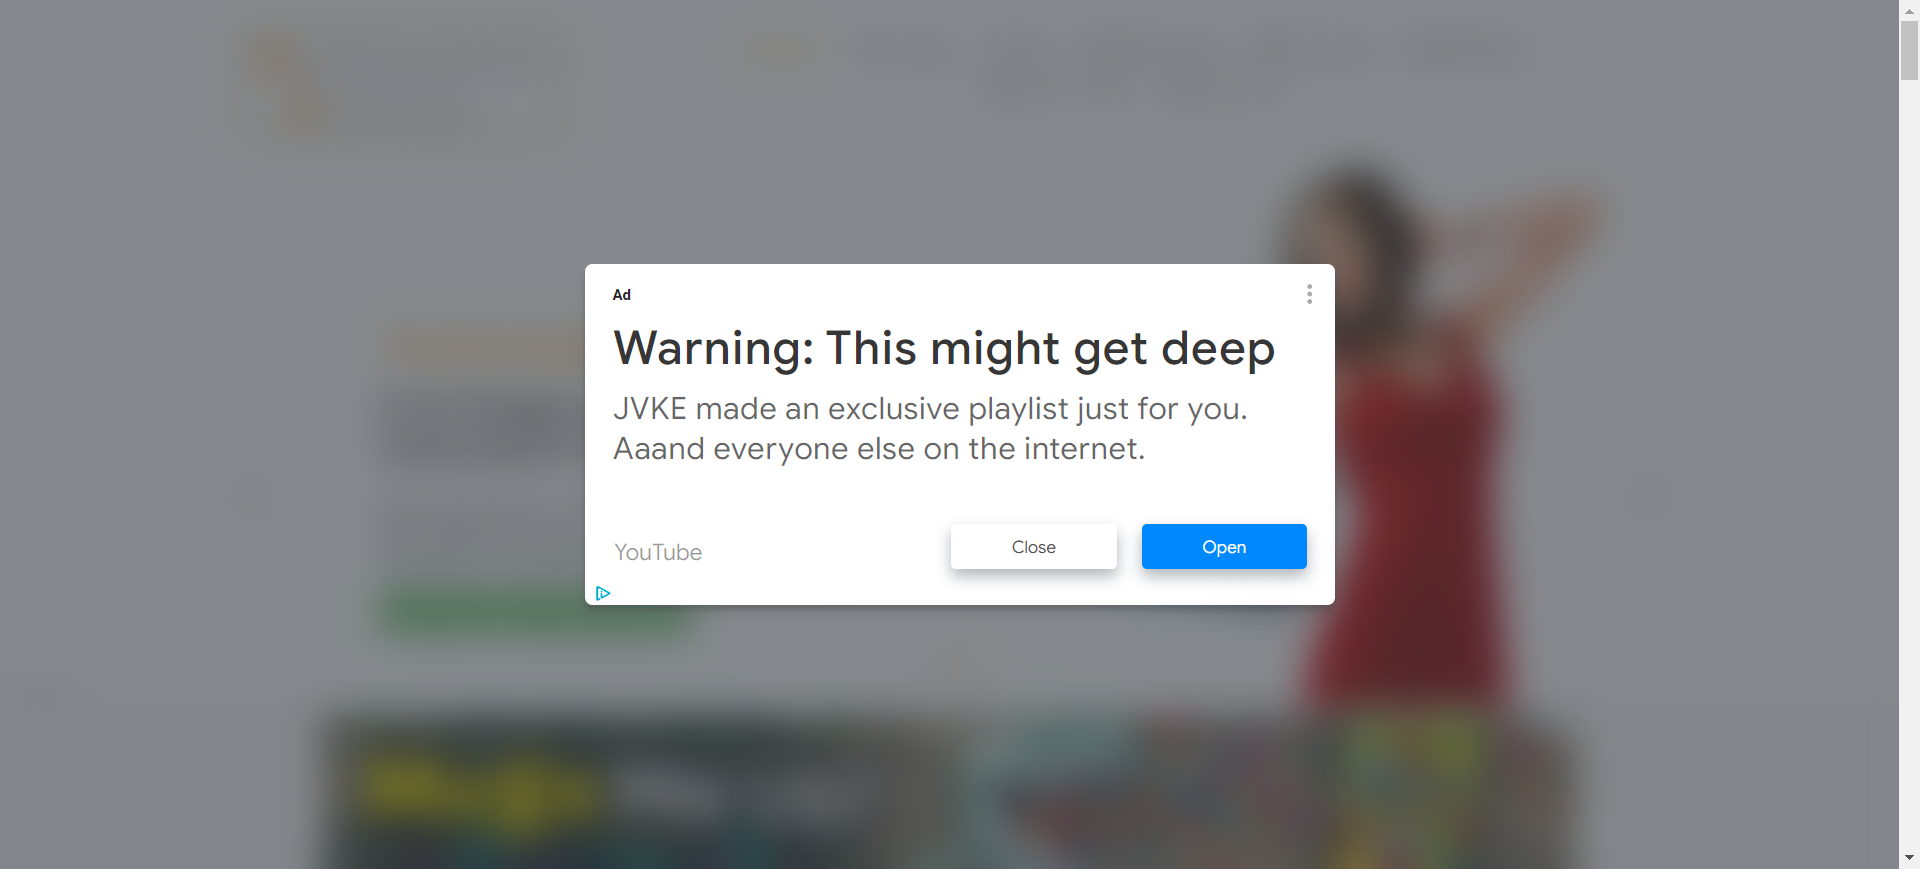 Ad
Warning: This might get deep
JVKE made an exclusive playlist just for you.
Aaand everyone else on the internet.
YouTube
Close
Open